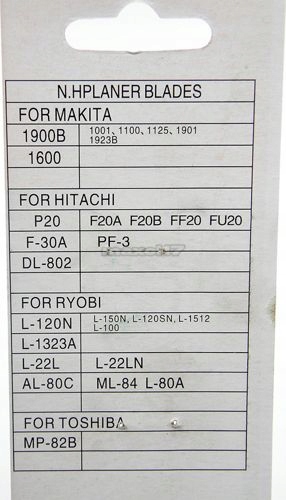 N.HPLANER BLADES
FOR MAKITA
1900B 1001、1100、1125、1901
1923B
1600
FOR HITACHI
P20 F20A F20B FF20 FU20
F-30A PF-3
DL-802
FOR RYOBI
L-120N L-150N, L-120SN, L-1512
L-100
L-1323A
L-22L L-22LN
AL-80C ML-84 L-80A
FOR TOSHIBA
MP-82B